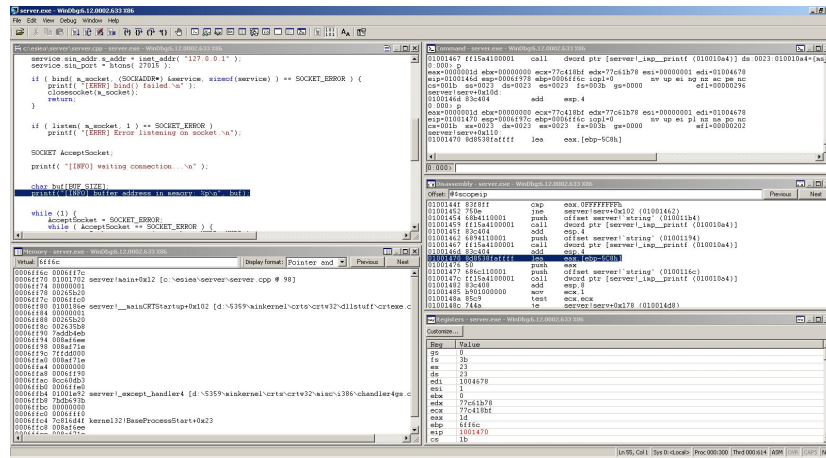 server.exe - WinDbg:6.12.0002.633 X86
File Edit View Debug Window Help
c:\esiea\server\server.cpp - server.exe - WinDbg:6.12.0002.633 X86
service.sin_addr.s_addr = inet_addr( "127.0.0.1" );
service.sin_port = htons( 27015 );
if ( bind( m_socket, (SOCKADDR*) &service, sizeof(service) ) == SOCKET_ERROR ) {
printf( "[ERRR] bind() failed.\n" );
closesocket(m_socket);
return;
}
if ( listen( m_socket, 1 ) == SOCKET_ERROR )
printf( "[ERRR] Error listening on socket.\n");
SOCKET AcceptSocket;
printf( "[INFO] waiting connection...\n" );
char buf[BUF_SIZE];
printf("[INFO] buffer address in memory: %p\n", buf);
while (1) {
AcceptSocket = SOCKET_ERROR;
while ( AcceptSocket == SOCKET_ERROR ) {
Memory - server.exe - WinDbg:6.12.0002.633 X86
Virtual: 6ff6c Display format: Pointer and Previous Next
0006ff6c 0006ff7c
0006ff70 01001702 server!main+0x12 [c:\esiea\server\server.cpp @ 98]
0006ff74 00000001
0006ff78 00265b20
0006ff7c 0006ffc0
0006ff80 0100186e server!__mainCRTStartup+0x102 [d:\5359\minkernel\crts\crtw32\dllstuff\crtexe.c
0006ff84 00000001
0006ff88 00265b20
0006ff8c 002635b8
0006ff90 7addb4eb
0006ff94 008af6ee
0006ff98 008af71e
0006ff9c 7ffdd000
0006ffa0 008af71e
0006ffa4 00000000
0006ffa8 0006ff90
0006ffac 8cc60db3
0006ffb0 0006ffe0
0006ffb4 01001e92 server!_except_handler4 [d:\5359\minkernel\crts\crtw32\misc\i386\chandler4gs.c
0006ffb8 7bdb693b
0006ffbc 00000000
0006ffc0 0006fff0
0006ffc4 7c816d4f kernel32!BaseProcessStart+0x23
0006ffc8 008af6ee
Command - server.exe - WinDbg:6.12.0002.633 X86
01001467 ff15a4100001 call dword ptr [server!_imp__printf (010010a4)] ds:0023:010010a4={ms
0:000> p
eax=0000001d ebx=00000000 ecx=77c418bf edx=77c61b78 esi=00000001 edi=01004678
eip=0100146d esp=0006f978 ebp=0006ff6c iopl=0 nv up ei ng nz ac pe nc
cs=001b ss=0023 ds=0023 es=0023 fs=003b gs=0000 efl=00000296
server!serv+0x10d:
0100146d 83c404 add esp,4
0:000> p
eax=0000001d ebx=00000000 ecx=77c418bf edx=77c61b78 esi=00000001 edi=01004678
eip=01001470 esp=0006f97c ebp=0006ff6c iopl=0 nv up ei pl nz na po nc
cs=001b ss=0023 ds=0023 es=0023 fs=003b gs=0000 efl=00000202
server!serv+0x110:
01001470 8d8538faffff lea eax,[ebp-5C8h]
0:000>
Disassembly - server.exe - WinDbg:6.12.0002.633 X86
Offset: @$scopeip Previous Next
0100144f 83f8ff cmp eax,0FFFFFFFFh
01001452 750e jne server!serv+0x102 (01001462)
01001454 68b4110001 push offset server!`string' (010011b4)
01001459 ff15a4100001 call dword ptr [server!_imp__printf (010010a4)]
0100145f 83c404 add esp,4
01001462 6894110001 push offset server!`string' (01001194)
01001467 ff15a4100001 call dword ptr [server!_imp__printf (010010a4)]
0100146d 83c404 add esp,4
01001470 8d8538faffff lea eax,[ebp-5C8h]
01001476 50 push eax
01001477 686c110001 push offset server!`string' (0100116c)
0100147c ff15a4100001 call dword ptr [server!_imp__printf (010010a4)]
01001482 83c408 add esp,8
01001485 b901000000 mov ecx,1
0100148a 85c9 test ecx,ecx
0100148c 744a je server!serv+0x178 (010014d8)
Registers - server.exe - WinDbg:6.12.0002.633 X86
Customize...
Reg Value
gs 0
fs 3b
es 23
ds 23
edi 1004678
esi 1
ebx 0
edx 77c61b78
ecx 77c418bf
eax 1d
ebp 6ff6c
eip 1001470
cs 1b
Ln 55, Col 1 Sys 0:<Local> Proc 000:300 Thrd 000:614 ASM OVR CAPS